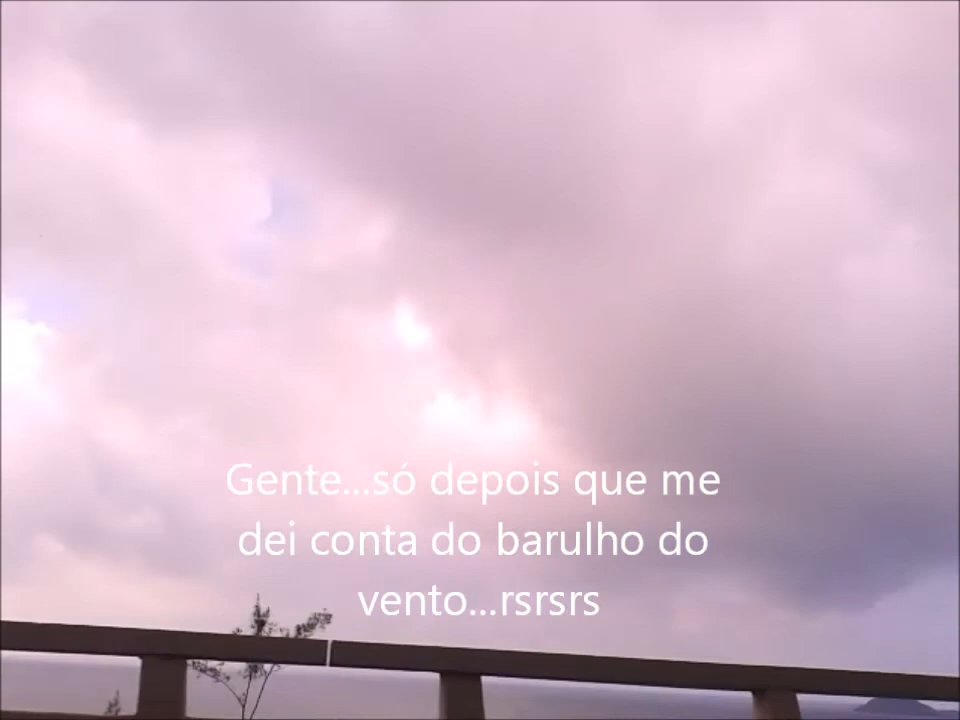 Gente...só depois que me
dei conta do barulho do
vento...rsrsrs